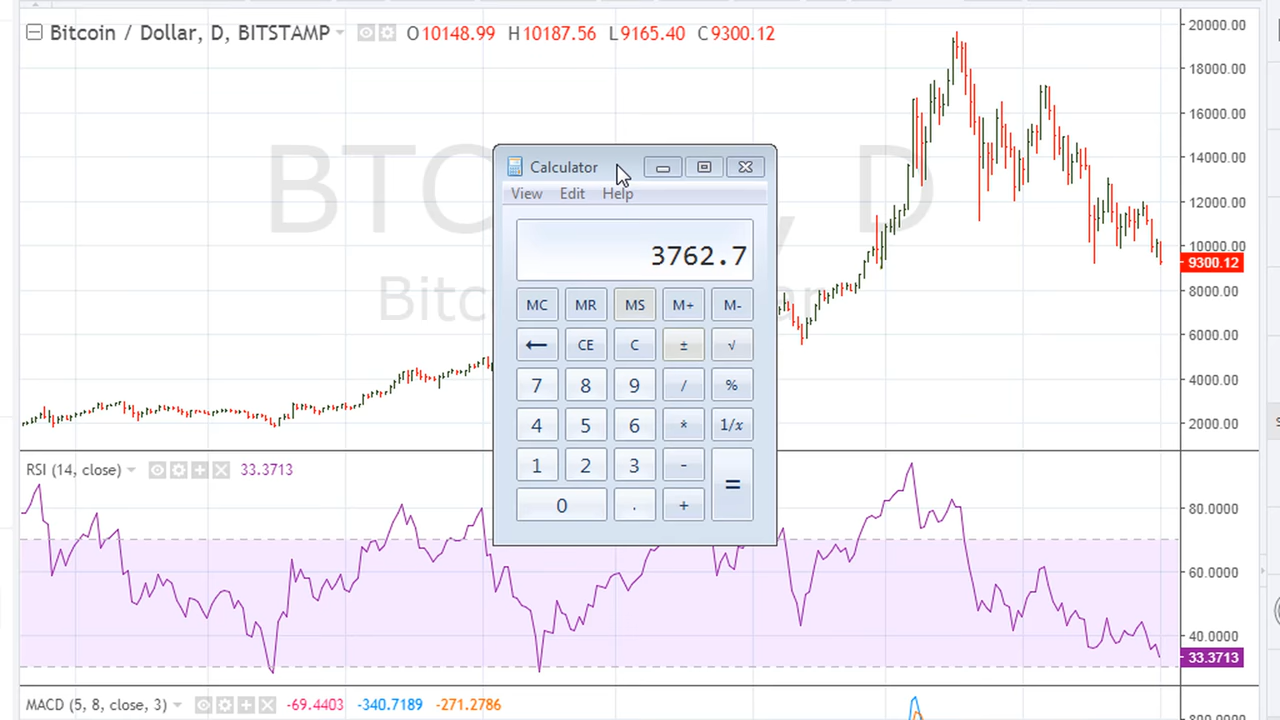 Bitcoin / Dollar, D, BITSTAMP O10148.99 H10187.56 L9165.40 C9300.12
20000.00
18000.00
16000.00
14000.00
12000.00
10000.00
9300.12
8000.00
6000.00
4000.00
2000.00
Calculator
View Edit Help
3762.7
MC MR MS M+ M-
← CE C ± √
7 8 9 / %
4 5 6 * 1/x
1 2 3 - =
0 . +
RSI (14, close) 33.3713
80.0000
60.0000
40.0000
33.3713
MACD (5, 8, close, 3) -69.4403 -340.7189 -271.2786